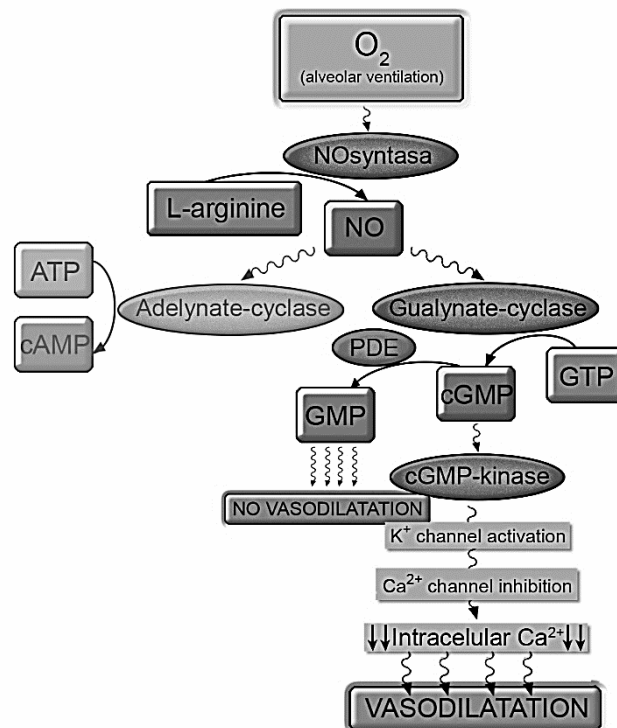 O2
(alveolar ventilation)
NOsyntasa
L-arginine
NO
ATP
Adelynate-cyclase
Gualynate-cyclase
cAMP
PDE
GTP
cGMP
GMP
cGMP-kinase
NO VASODILATATION
K+ channel activation
Ca2+ channel inhibition
↓↓Intracelular Ca2+↓↓
VASODILATATION